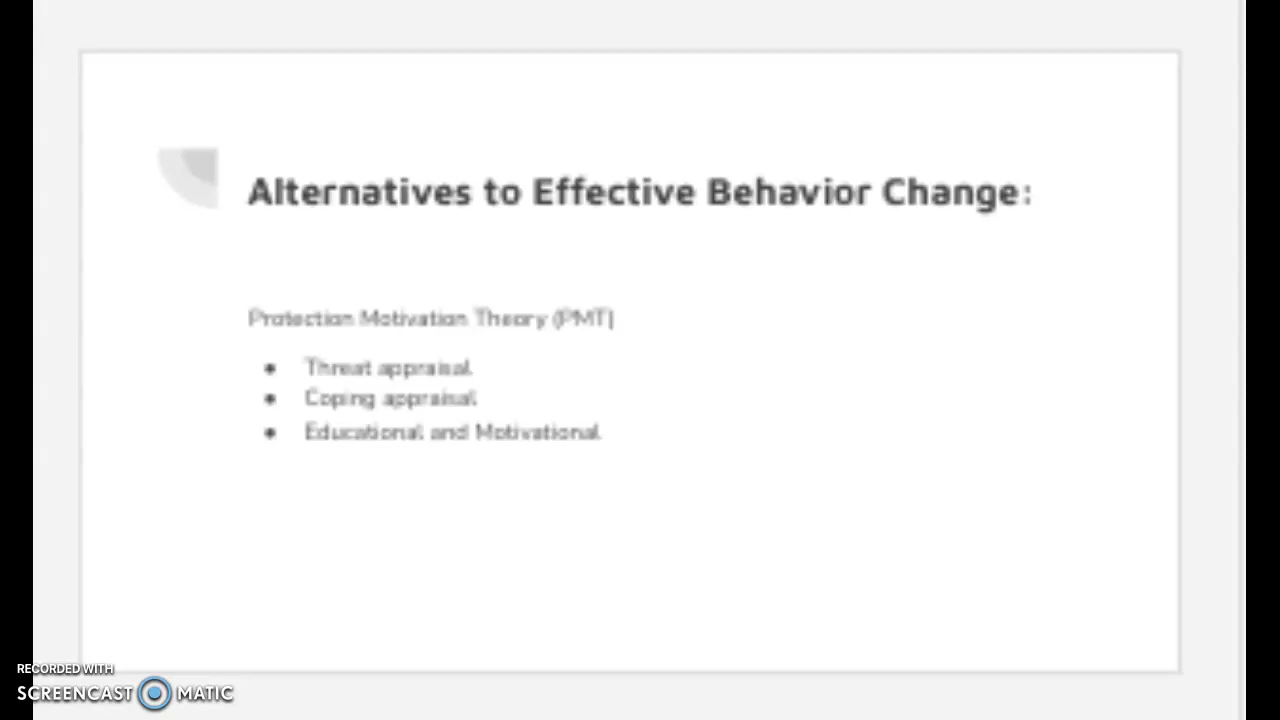 Alternatives to Effective Behavior Change:
Protection Motivation Theory (PMT)
● Threat appraisal
● Coping appraisal
● Educational and Motivational
RECORDED WITH
SCREENCAST MATIC